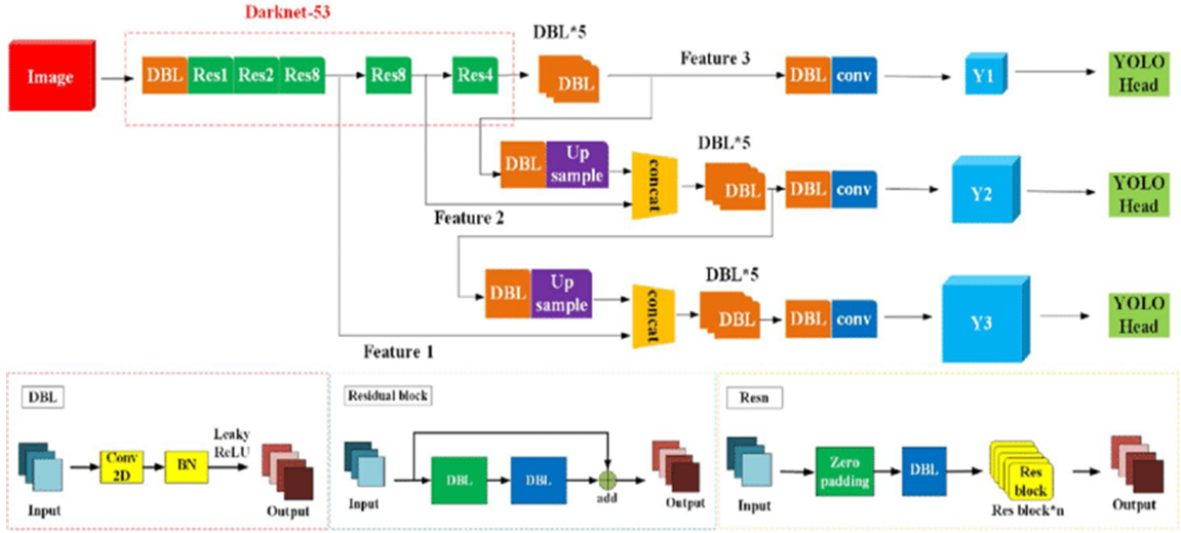 Darknet-53
Image
DBL Res1 Res2 Res8 Res8 Res4
DBL*5
DBL
Feature 3
DBL conv
Y1
YOLO
Head
DBL Up
sample
concat
DBL*5
DBL
DBL conv
Y2
YOLO
Head
Feature 2
DBL Up
sample
concat
DBL*5
DBL
DBL conv
Y3
YOLO
Head
Feature 1
DBL
Input
Conv
2D
BN
Leaky
ReLU
Output
Residual block
Input
DBL
DBL
add
Output
Resn
Input
Zero
padding
DBL
Res
block
Res block*n
Output